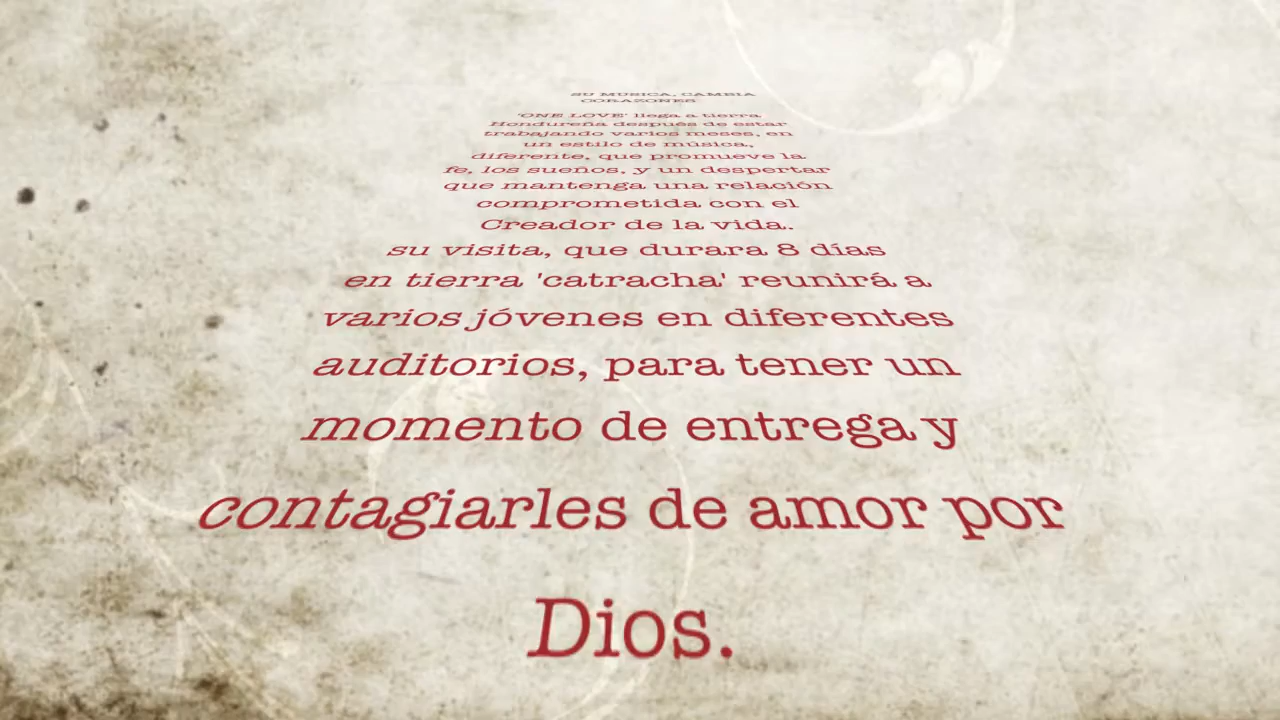 SU MUSICA, CAMBIA
CORAZONES
'ONE LOVE' llega a tierra
Hondureña después de estar
trabajando varios meses, en
un estilo de música,
diferente, que promueve la
fe, los sueños, y un despertar
que mantenga una relación
comprometida con el
Creador de la vida.
su visita, que durara 8 días
en tierra 'catracha' reunirá a
varios jóvenes en diferentes
auditorios, para tener un
momento de entrega y
contagiarles de amor por
Dios.